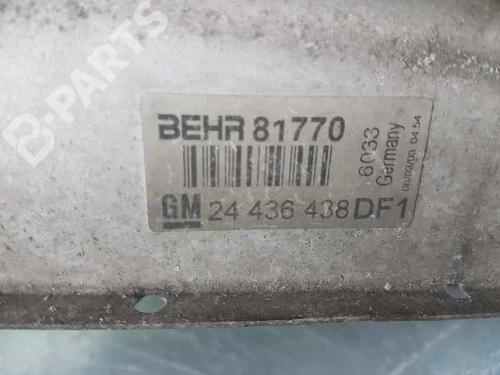 B-PARTS
BEHR 81770
GM 24 436 438 DF1
6033
Germany